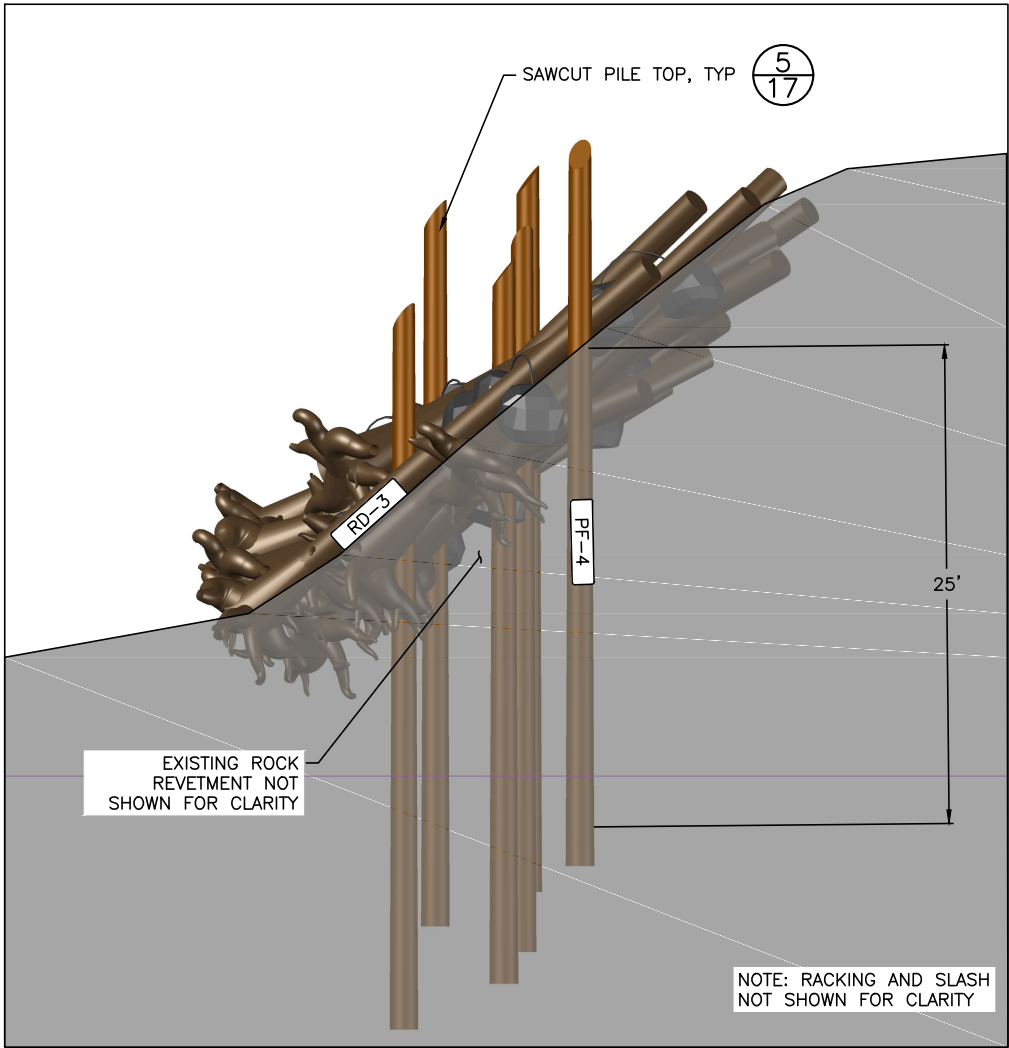 SAWCUT PILE TOP, TYP
5
17
RD-3
PF-4
25'
EXISTING ROCK
REVETMENT NOT
SHOWN FOR CLARITY
NOTE: RACKING AND SLASH
NOT SHOWN FOR CLARITY